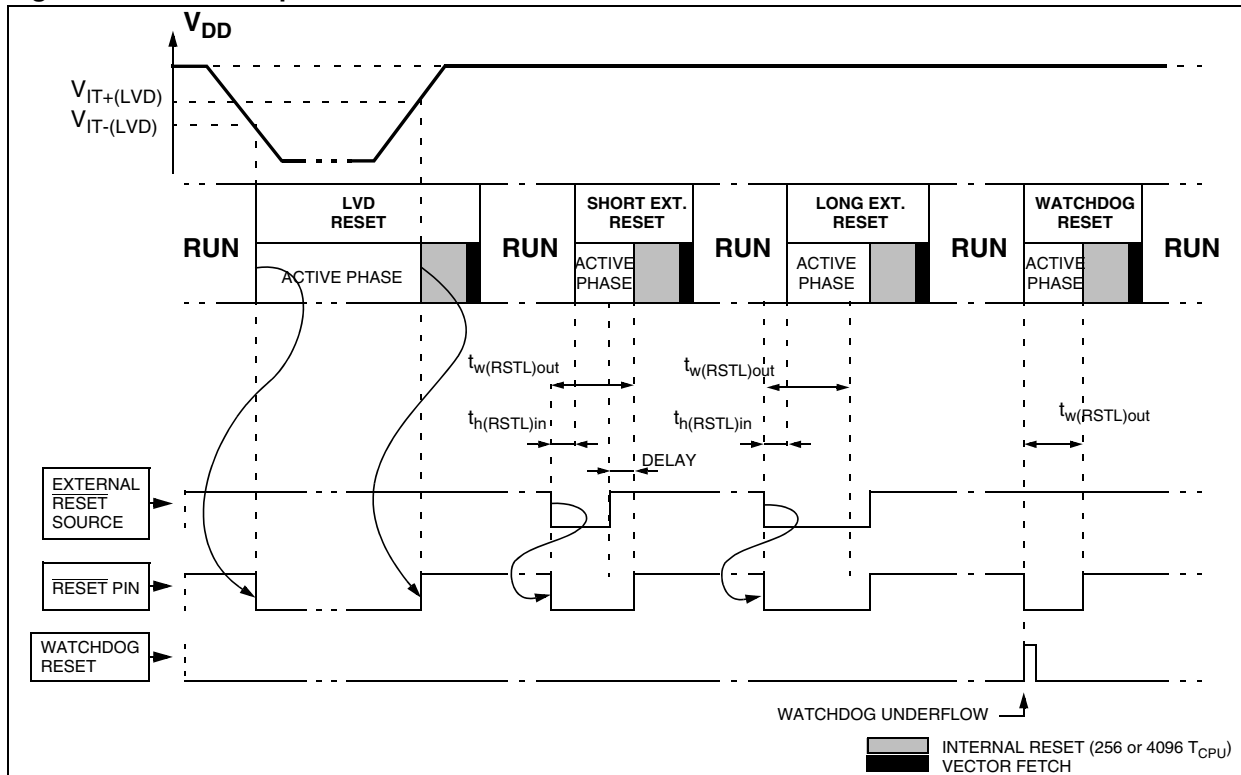 VDD
VIT+(LVD)
VIT-(LVD)
LVD
RESET
SHORT EXT.
RESET
LONG EXT.
RESET
WATCHDOG
RESET
RUN
RUN
RUN
RUN
RUN
ACTIVE PHASE
ACTIVE
PHASE
ACTIVE
PHASE
ACTIVE
PHASE
tw(RSTL)out
tw(RSTL)out
tw(RSTL)out
th(RSTL)in
th(RSTL)in
DELAY
EXTERNAL
RESET
SOURCE
RESET PIN
WATCHDOG
RESET
WATCHDOG UNDERFLOW
INTERNAL RESET (256 or 4096 TCPU)
VECTOR FETCH